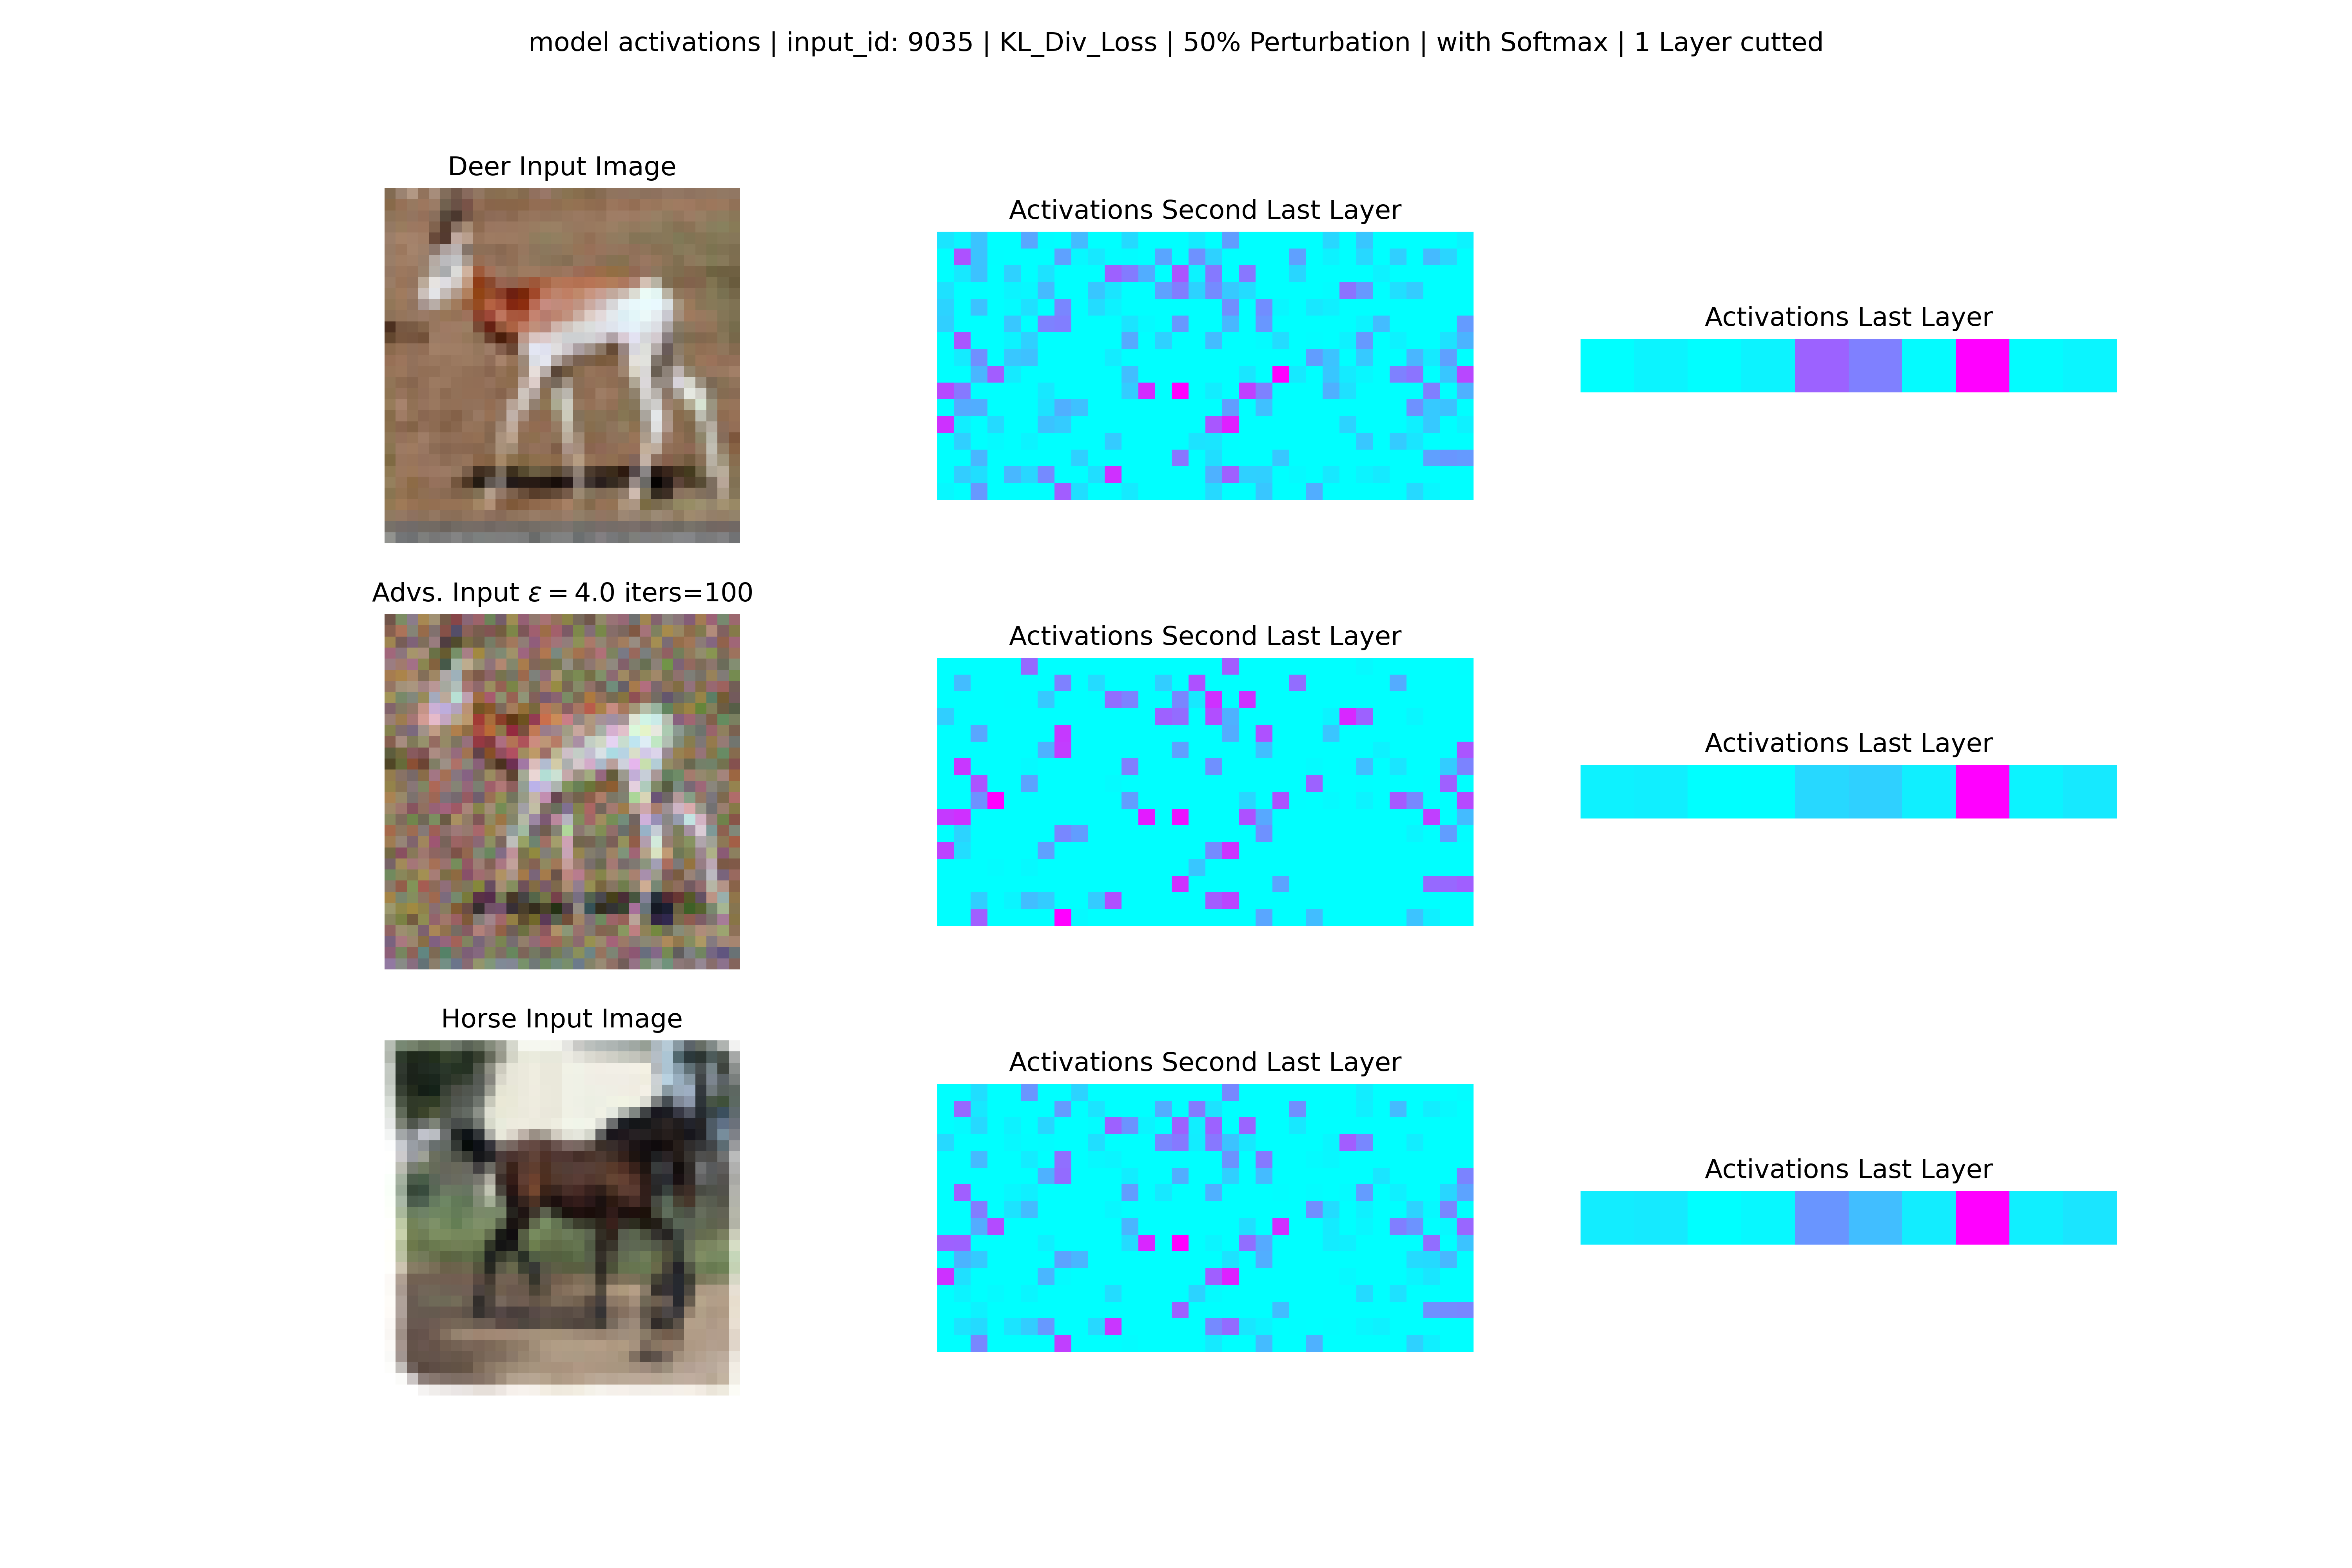 model activations | input_id: 9035 | KL_Div_Loss | 50% Perturbation | with Softmax | 1 Layer cutted
Deer Input Image
Activations Second Last Layer
Activations Last Layer
Advs. Input ε = 4.0 iters=100
Activations Second Last Layer
Activations Last Layer
Horse Input Image
Activations Second Last Layer
Activations Last Layer